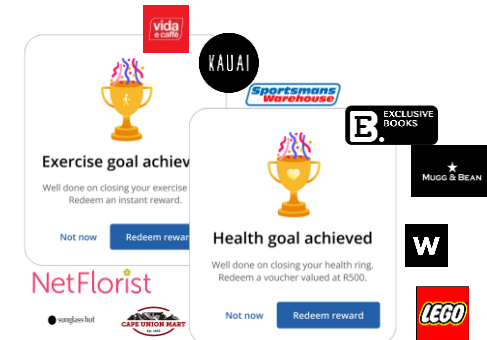 vida
e caffè
KAUAI
Sportsmans
Warehouse
EXCLUSIVE
BOOKS
B.
MUGG & BEAN
W
LEGO
Exercise goal achiev
Well done on closing your exercise
Redeem an instant reward.
Not now
Redeem rewar
Health goal achieved
Well done on closing your health ring.
Redeem a voucher valued at R500.
Not now
Redeem reward
NetFlorist
sunglass hut
CAPE UNION MART